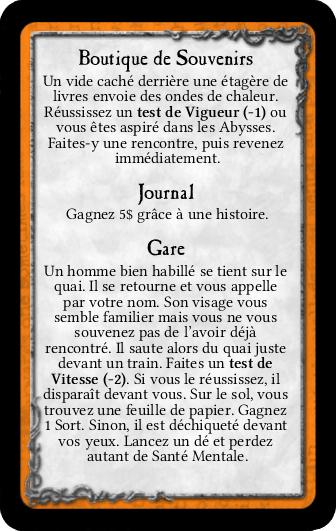 Boutique de Souvenirs
Un vide caché derrière une étagère de
livres envoie des ondes de chaleur.
Réussissez un test de Vigueur (-1) ou
vous êtes aspiré dans les Abysses.
Faites-y une rencontre, puis revenez
immédiatement.
Journal
Gagnez 5$ grâce à une histoire.
Gare
Un homme bien habillé se tient sur le
quai. Il se retourne et vous appelle
par votre nom. Son visage vous
semble familier mais vous ne vous
souvenez pas de l'avoir déjà
rencontré. Il saute alors du quai juste
devant un train. Faites un test de
Vitesse (-2). Si vous le réussissez, il
disparaît devant vous. Sur le sol, vous
trouvez une feuille de papier. Gagnez
1 Sort. Sinon, il est déchiqueté devant
vos yeux. Lancez un dé et perdez
autant de Santé Mentale.